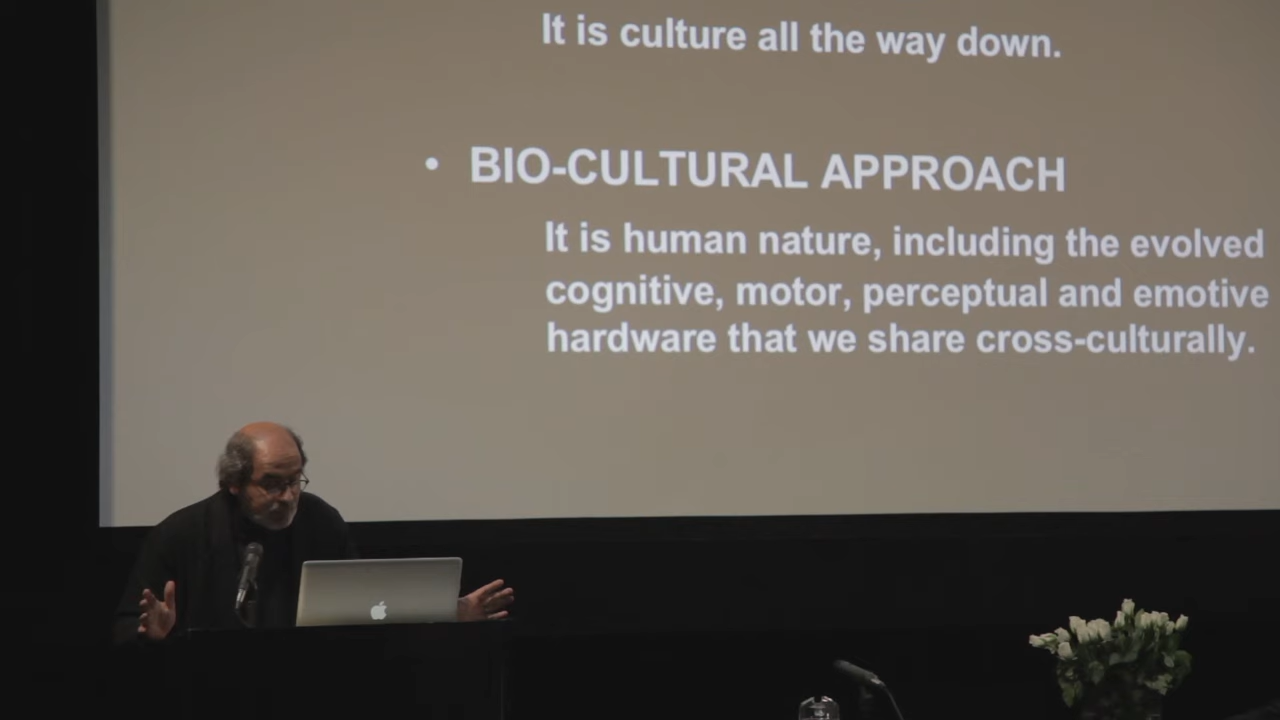 It is culture all the way down.
• BIO-CULTURAL APPROACH
It is human nature, including the evolved
cognitive, motor, perceptual and emotive
hardware that we share cross-culturally.